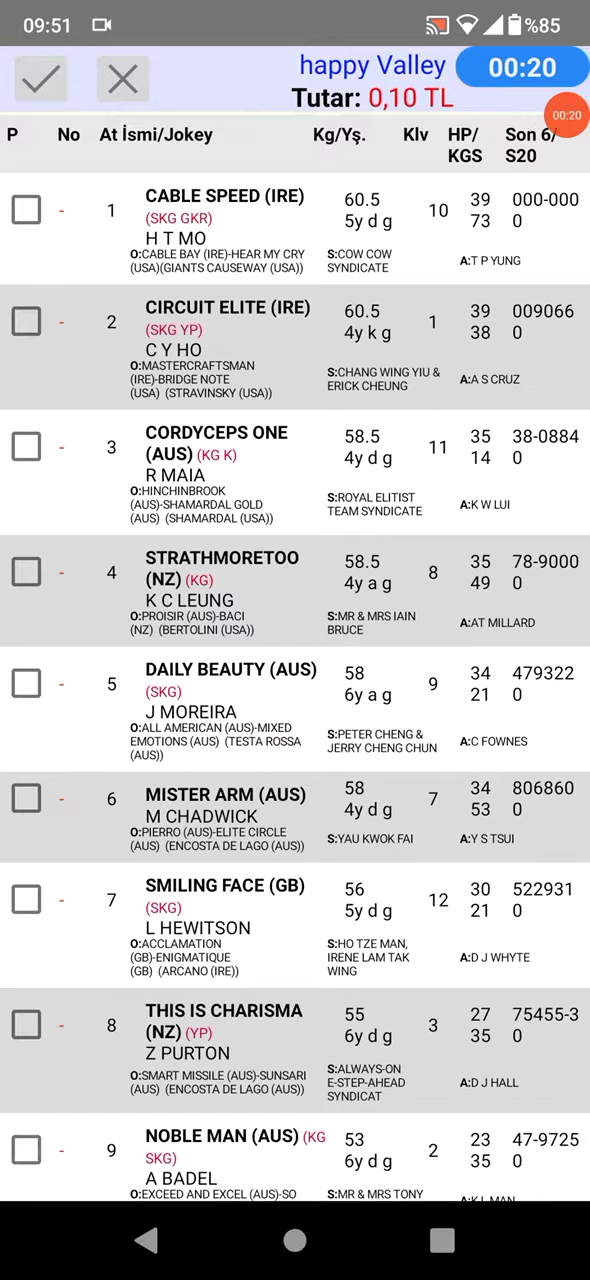 09:51 %85
happy Valley 00:20
Tutar: 0,10 TL
00:20
P No At İsmi/Jokey Kg/Yş. Klv HP/ Son 6/
KGS S20
- 1 CABLE SPEED (IRE) 60.5 10 39 000-000
(SKG GKR) 5y d g 73 0
H T MO
O:CABLE BAY (IRE)-HEAR MY CRY S:COW COW A:T P YUNG
(USA)(GIANTS CAUSEWAY (USA)) SYNDICATE
- 2 CIRCUIT ELITE (IRE) 60.5 1 39 009066
(SKG YP) 4y k g 38 0
C Y HO
O:MASTERCRAFTSMAN S:CHANG WING YIU & A:A S CRUZ
(IRE)-BRIDGE NOTE ERICK CHEUNG
(USA) (STRAVINSKY (USA))
- 3 CORDYCEPS ONE 58.5 11 35 38-0884
(AUS) (KG K) 4y d g 14 0
R MAIA
O:HINCHINBROOK S:ROYAL ELITIST A:K W LUI
(AUS)-SHAMARDAL GOLD TEAM SYNDICATE
(AUS) (SHAMARDAL (USA))
- 4 STRATHMORETOO 58.5 8 35 78-9000
(NZ) (KG) 4y a g 49 0
K C LEUNG
O:PROISIR (AUS)-BACI S:MR & MRS IAIN A:AT MILLARD
(NZ) (BERTOLINI (USA)) BRUCE
- 5 DAILY BEAUTY (AUS) 58 9 34 479322
(SKG) 6y a g 21 0
J MOREIRA
O:ALL AMERICAN (AUS)-MIXED S:PETER CHENG & A:C FOWNES
EMOTIONS (AUS) (TESTA ROSSA JERRY CHENG CHUN
(AUS))
- 6 MISTER ARM (AUS) 58 7 34 806860
M CHADWICK 4y d g 53 0
O:PIERRO (AUS)-ELITE CIRCLE S:YAU KWOK FAI A:Y S TSUI
(AUS) (ENCOSTA DE LAGO (AUS))
- 7 SMILING FACE (GB) 56 12 30 522931
(SKG) 5y d g 21 0
L HEWITSON
O:ACCLAMATION S:HO TZE MAN, A:D J WHYTE
(GB)-ENIGMATIQUE IRENE LAM TAK
(GB) (ARCANO (IRE)) WING
- 8 THIS IS CHARISMA 55 3 27 75455-3
(NZ) (YP) 6y d g 35 0
Z PURTON
O:SMART MISSILE (AUS)-SUNSARI S:ALWAYS-ON A:D J HALL
(AUS) (ENCOSTA DE LAGO (AUS)) E-STEP-AHEAD
SYNDICAT
- 9 NOBLE MAN (AUS) (KG 53 2 23 47-9725
SKG) 6y d g 35 0
A BADEL
O:EXCEED AND EXCEL (AUS)-SO S:MR & MRS TONY A:K L MAN